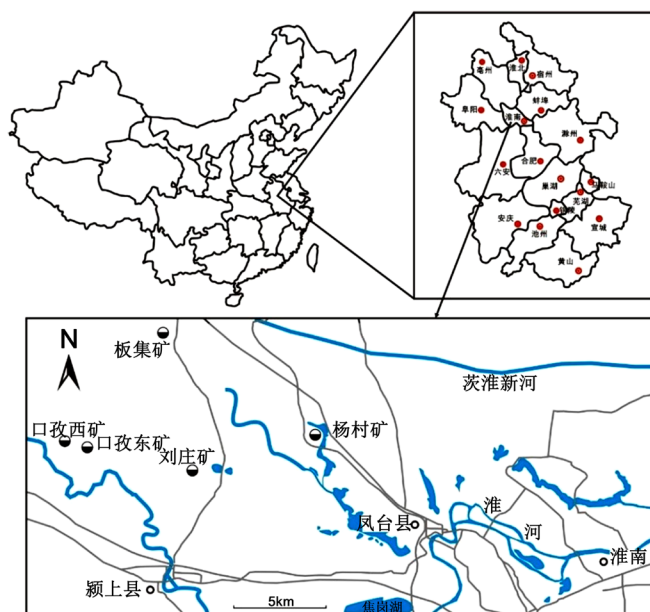 亳州
淮北
宿州
阜阳
蚌埠
淮南
滁州
六安
合肥
巢湖
马鞍山
芜湖
铜陵
安庆
池州
宣城
黄山
N
板集矿
茨淮新河
口孜西矿
口孜东矿
刘庄矿
杨村矿
凤台县
淮
河
淮南
颍上县
5km
焦岗湖